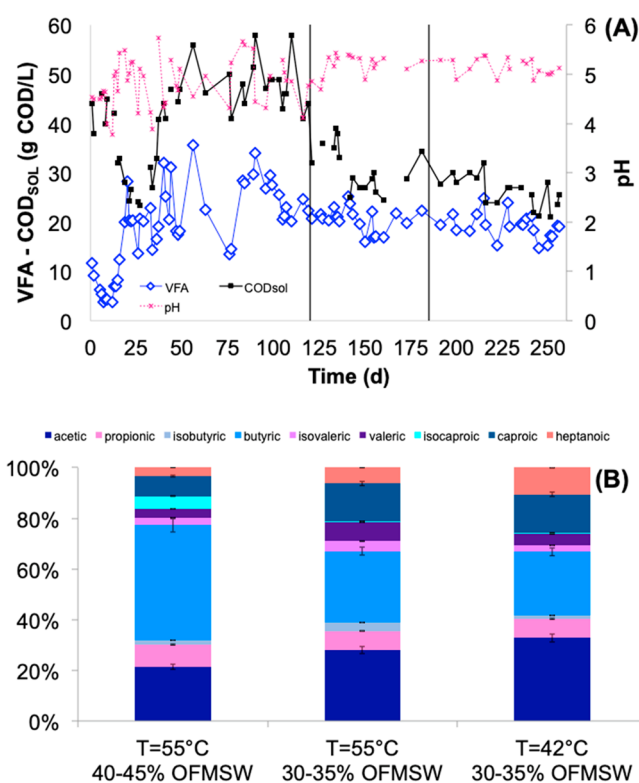 (A)
60
50
40
30
20
10
0
VFA - CODSOL (g COD/L)
6
5
4
3
2
1
0
pH
VFA
CODsol
pH
0 25 50 75 100 125 150 175 200 225 250
Time (d)
acetic propionic isobutyric butyric isovaleric valeric isocaproic caproic heptanoic
(B)
100%
80%
60%
40%
20%
0%
T=55°C T=55°C T=42°C
40-45% OFMSW 30-35% OFMSW 30-35% OFMSW